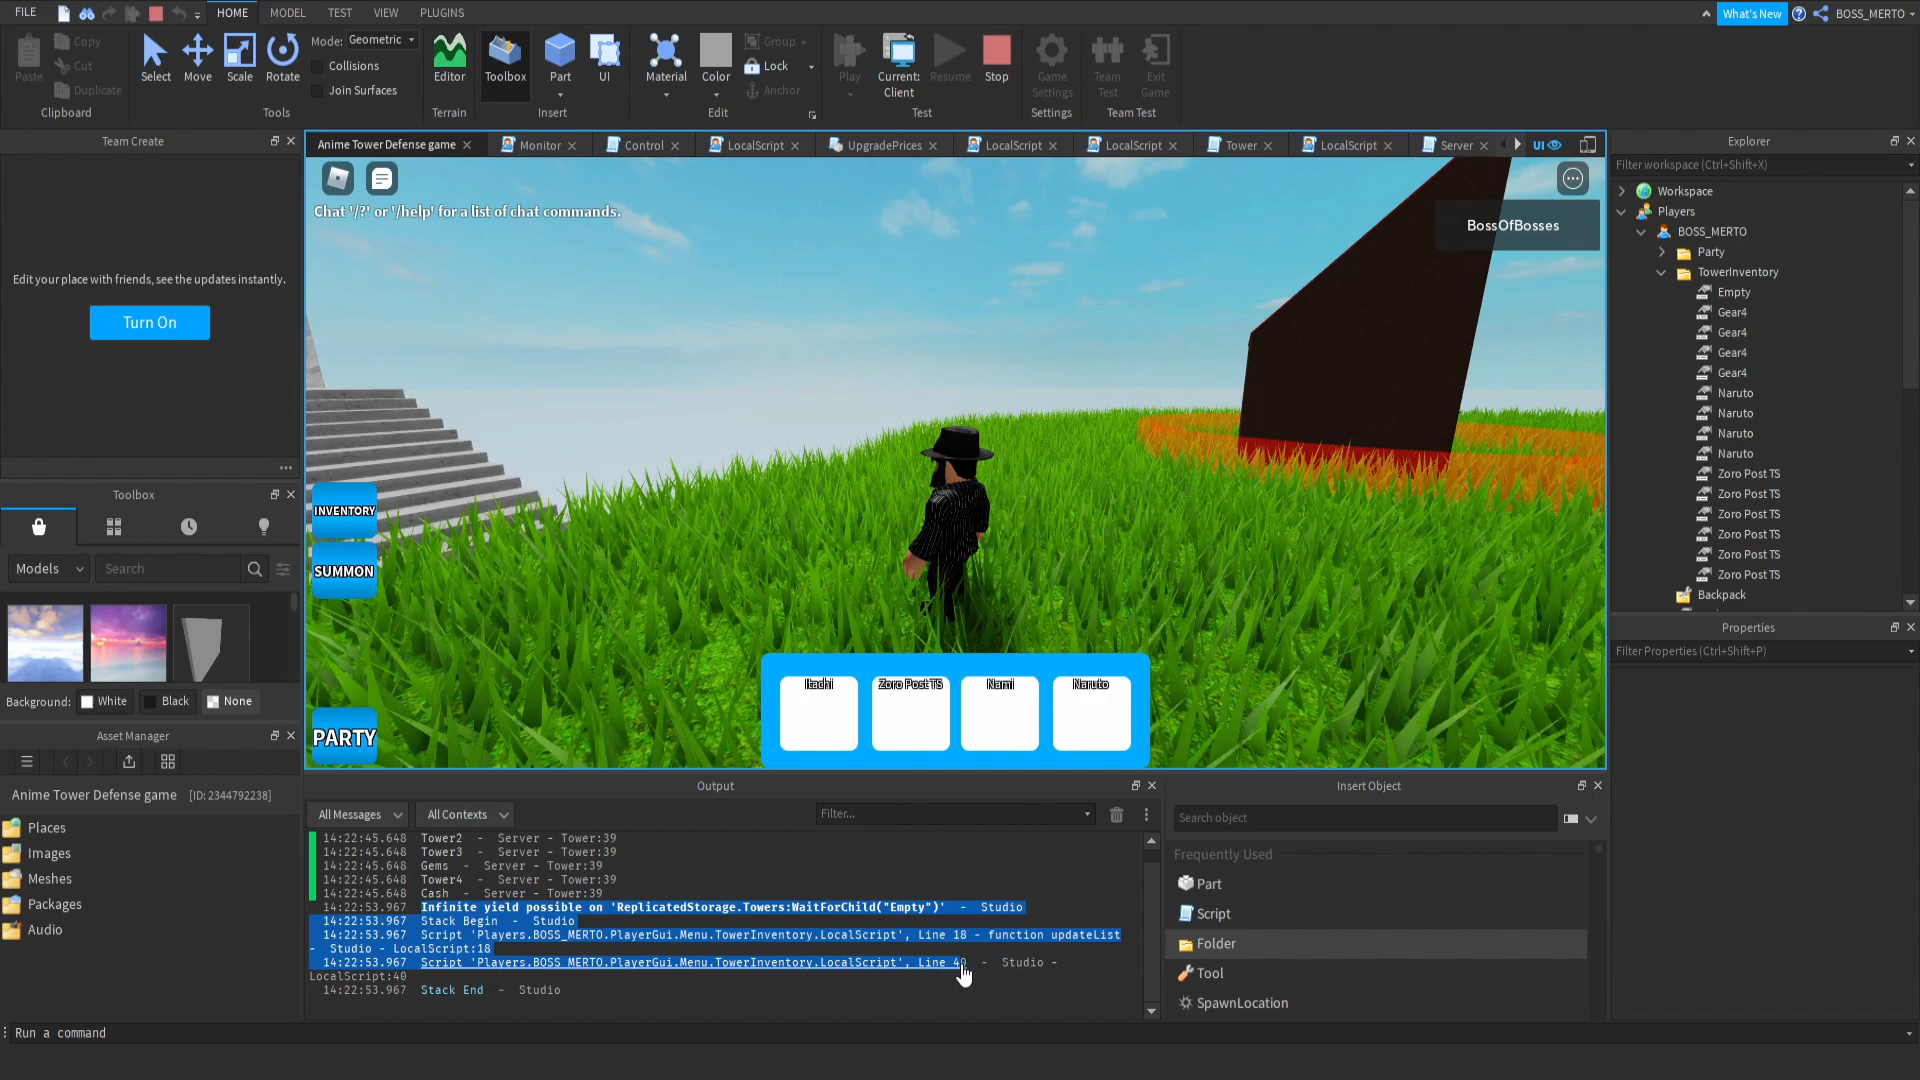 FILE
HOME
MODEL
TEST
VIEW
PLUGINS
What's New
BOSS_MERTO
Paste
Copy
Cut
Duplicate
Clipboard
Select
Move
Scale
Rotate
Mode: Geometric
Collisions
Join Surfaces
Tools
Editor
Terrain
Toolbox
Part
UI
Insert
Material
Color
Group
Lock
Anchor
Edit
Play
Current:
Client
Resume
Stop
Test
Game
Settings
Settings
Team
Test
Exit
Game
Team Test
Team Create
Edit your place with friends, see the updates instantly.
Turn On
Toolbox
Models
Search
Background: White Black None
Asset Manager
Anime Tower Defense game [ID:2344792238]
Places
Images
Meshes
Packages
Audio
Anime Tower Defense game
Monitor
Control
LocalScript
UpgradePrices
LocalScript
LocalScript
Tower
LocalScript
Server
UI
Chat '/?' or '/help' for a list of chat commands.
BossOfBosses
INVENTORY
SUMMON
PARTY
Itachi
Zoro Post TS
Nami
Naruto
Output
All Messages
All Contexts
Filter...
14:22:45.648 Tower2 - Server - Tower:39
14:22:45.648 Tower3 - Server - Tower:39
14:22:45.648 Gems - Server - Tower:39
14:22:45.648 Tower4 - Server - Tower:39
14:22:45.648 Cash - Server - Tower:39
14:22:53.967 Infinite yield possible on 'ReplicatedStorage.Towers:WaitForChild("Empty")' - Studio
14:22:53.967 Stack Begin - Studio
14:22:53.967 Script 'Players.BOSS_MERTO.PlayerGui.Menu.TowerInventory.LocalScript', Line 18 - function updateList
- Studio - LocalScript:18
14:22:53.967 Script 'Players.BOSS_MERTO.PlayerGui.Menu.TowerInventory.LocalScript', Line 40 - Studio -
LocalScript:40
14:22:53.967 Stack End - Studio
Insert Object
Search object
Frequently Used
Part
Script
Folder
Tool
SpawnLocation
Explorer
Filter workspace (Ctrl+Shift+X)
Workspace
Players
BOSS_MERTO
Party
TowerInventory
Empty
Gear4
Gear4
Gear4
Gear4
Naruto
Naruto
Naruto
Naruto
Zoro Post TS
Zoro Post TS
Zoro Post TS
Zoro Post TS
Zoro Post TS
Zoro Post TS
Backpack
Properties
Filter Properties (Ctrl+Shift+P)
Run a command